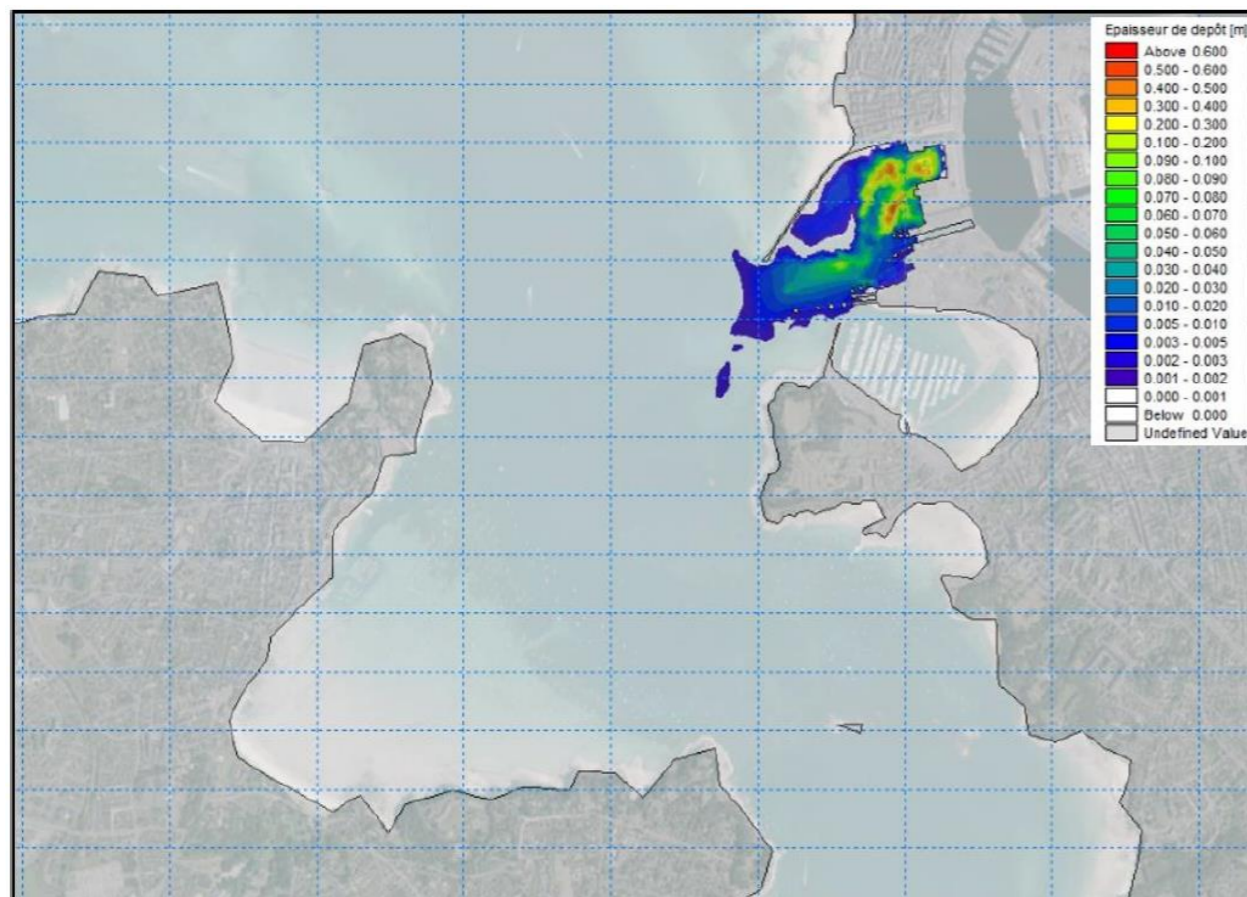 Epaisseur de depôt [m]
Above 0.600
0.500 - 0.600
0.400 - 0.500
0.300 - 0.400
0.200 - 0.300
0.100 - 0.200
0.090 - 0.100
0.080 - 0.090
0.070 - 0.080
0.060 - 0.070
0.050 - 0.060
0.040 - 0.050
0.030 - 0.040
0.020 - 0.030
0.010 - 0.020
0.005 - 0.010
0.003 - 0.005
0.002 - 0.003
0.001 - 0.002
0.000 - 0.001
Below 0.000
Undefined Value